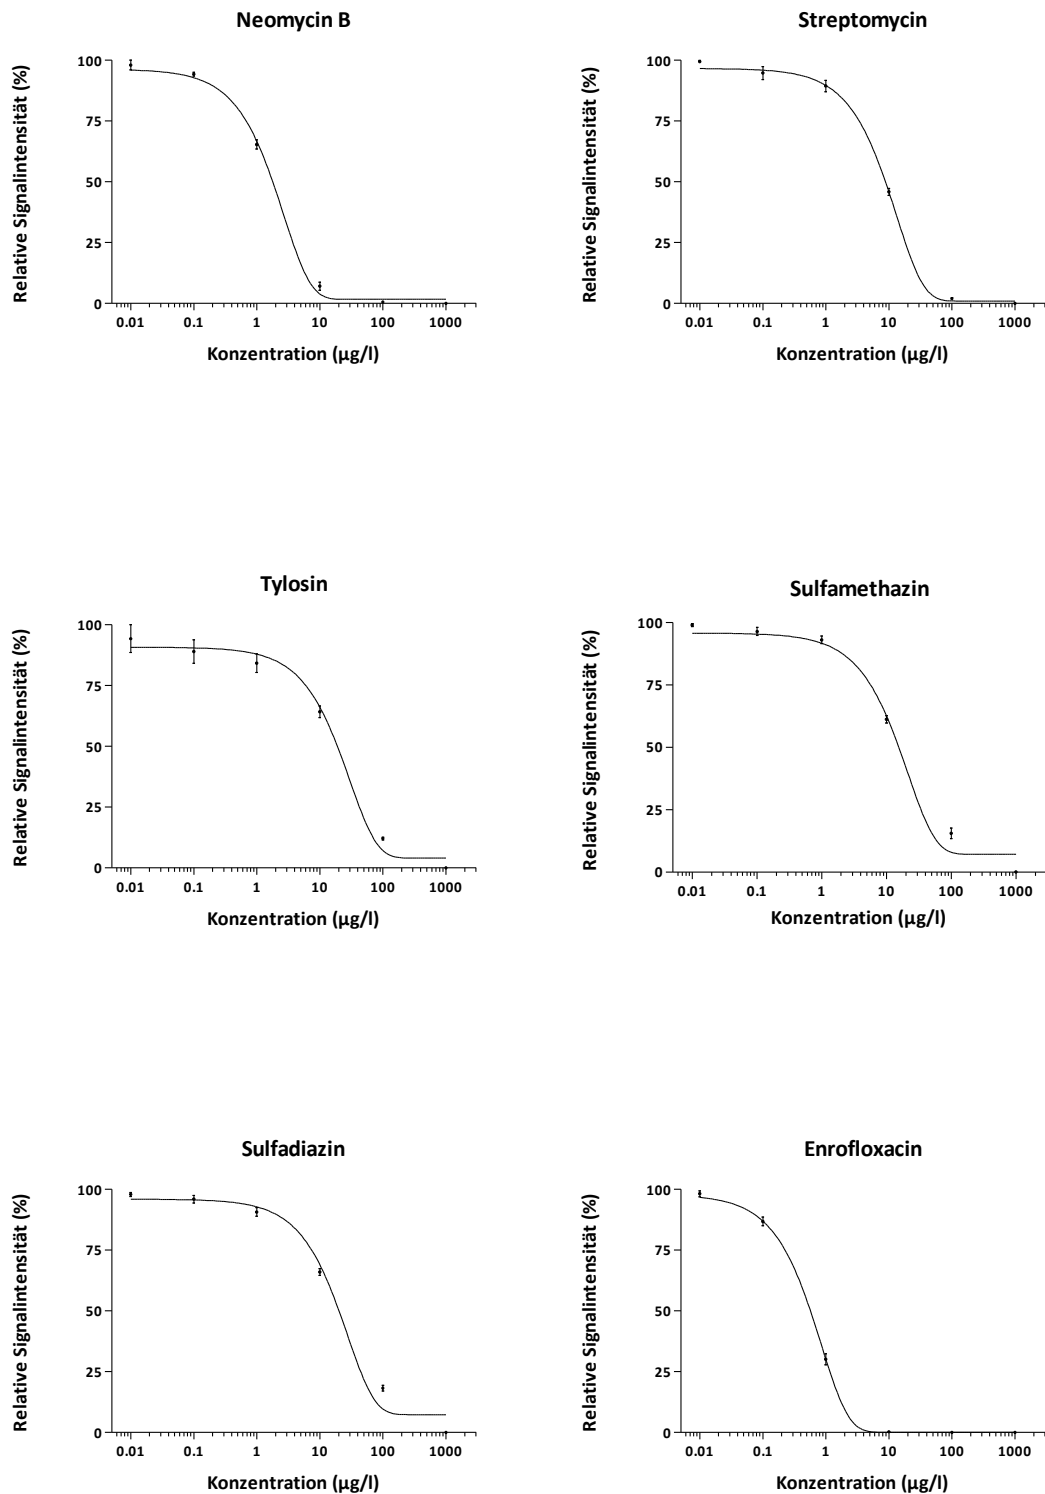 Neomycin B
Relative Signalintensität (%)
100
75
50
25
0
0.01 0.1 1 10 100 1000
Konzentration (µg/l)
Streptomycin
Relative Signalintensität (%)
100
75
50
25
0
0.01 0.1 1 10 100 1000
Konzentration (µg/l)
Tylosin
Relative Signalintensität (%)
100
75
50
25
0
0.01 0.1 1 10 100 1000
Konzentration (µg/l)
Sulfamethazin
Relative Signalintensität (%)
100
75
50
25
0
0.01 0.1 1 10 100 1000
Konzentration (µg/l)
Sulfadiazin
Relative Signalintensität (%)
100
75
50
25
0
0.01 0.1 1 10 100 1000
Konzentration (µg/l)
Enrofloxacin
Relative Signalintensität (%)
100
75
50
25
0
0.01 0.1 1 10 100 1000
Konzentration (µg/l)